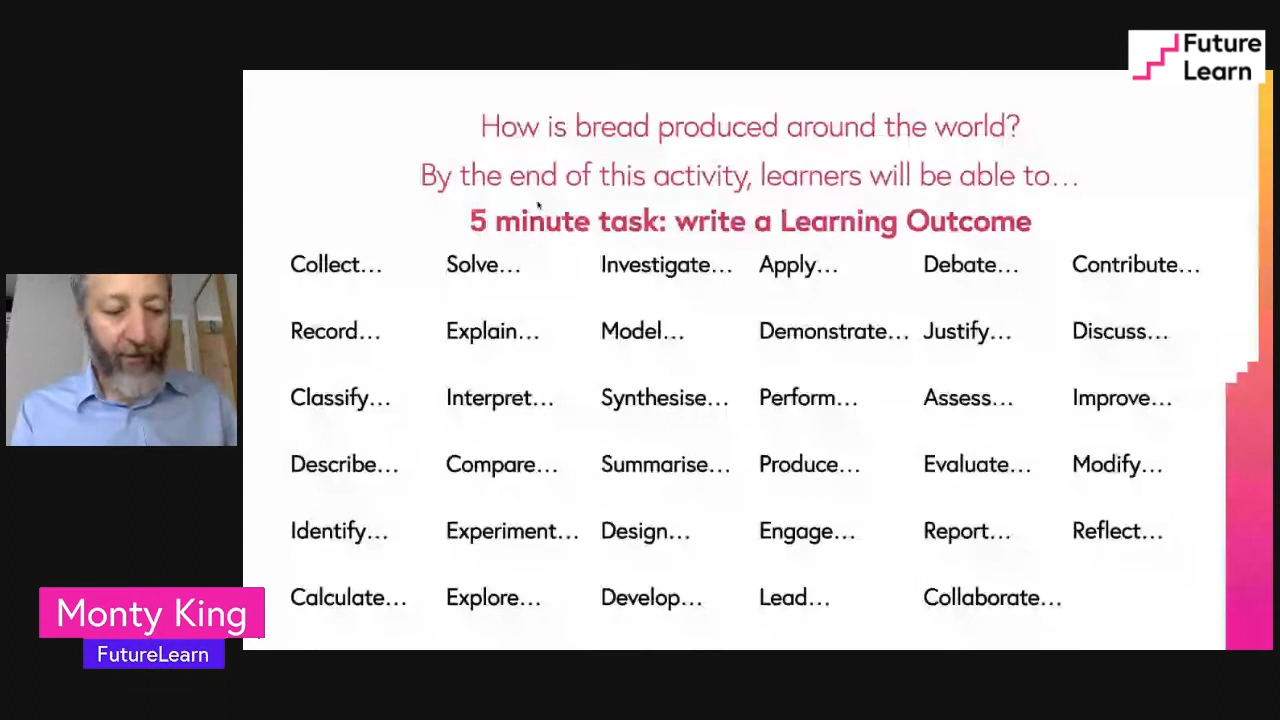 Future
Learn
How is bread produced around the world?
By the end of this activity, learners will be able to...
5 minute task: write a Learning Outcome
Collect... Solve... Investigate... Apply... Debate... Contribute...
Record... Explain... Model... Demonstrate... Justify... Discuss...
Classify... Interpret... Synthesise... Perform... Assess... Improve...
Describe... Compare... Summarise... Produce... Evaluate... Modify...
Identify... Experiment... Design... Engage... Report... Reflect...
Calculate... Explore... Develop... Lead... Collaborate...
Monty King
FutureLearn